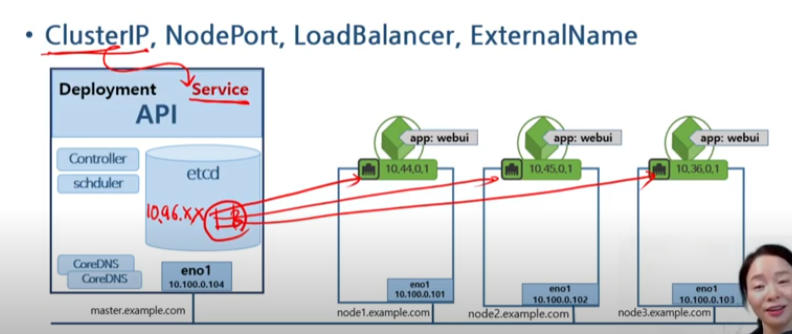 • ClusterIP, NodePort, LoadBalancer, ExternalName
Deployment Service
API
Controller
schduler
etcd
10.96.XX LB
CoreDNS
CoreDNS
eno1
10.100.0.104
master.example.com
app: webui
10,44,0,1
eno1
10.100.0.101
node1.example.com
app: webui
10,45,0,1
eno1
10.100.0.102
node2.example.com
app: webui
10,36,0,1
eno1
10.100.0.103
node3.example.com